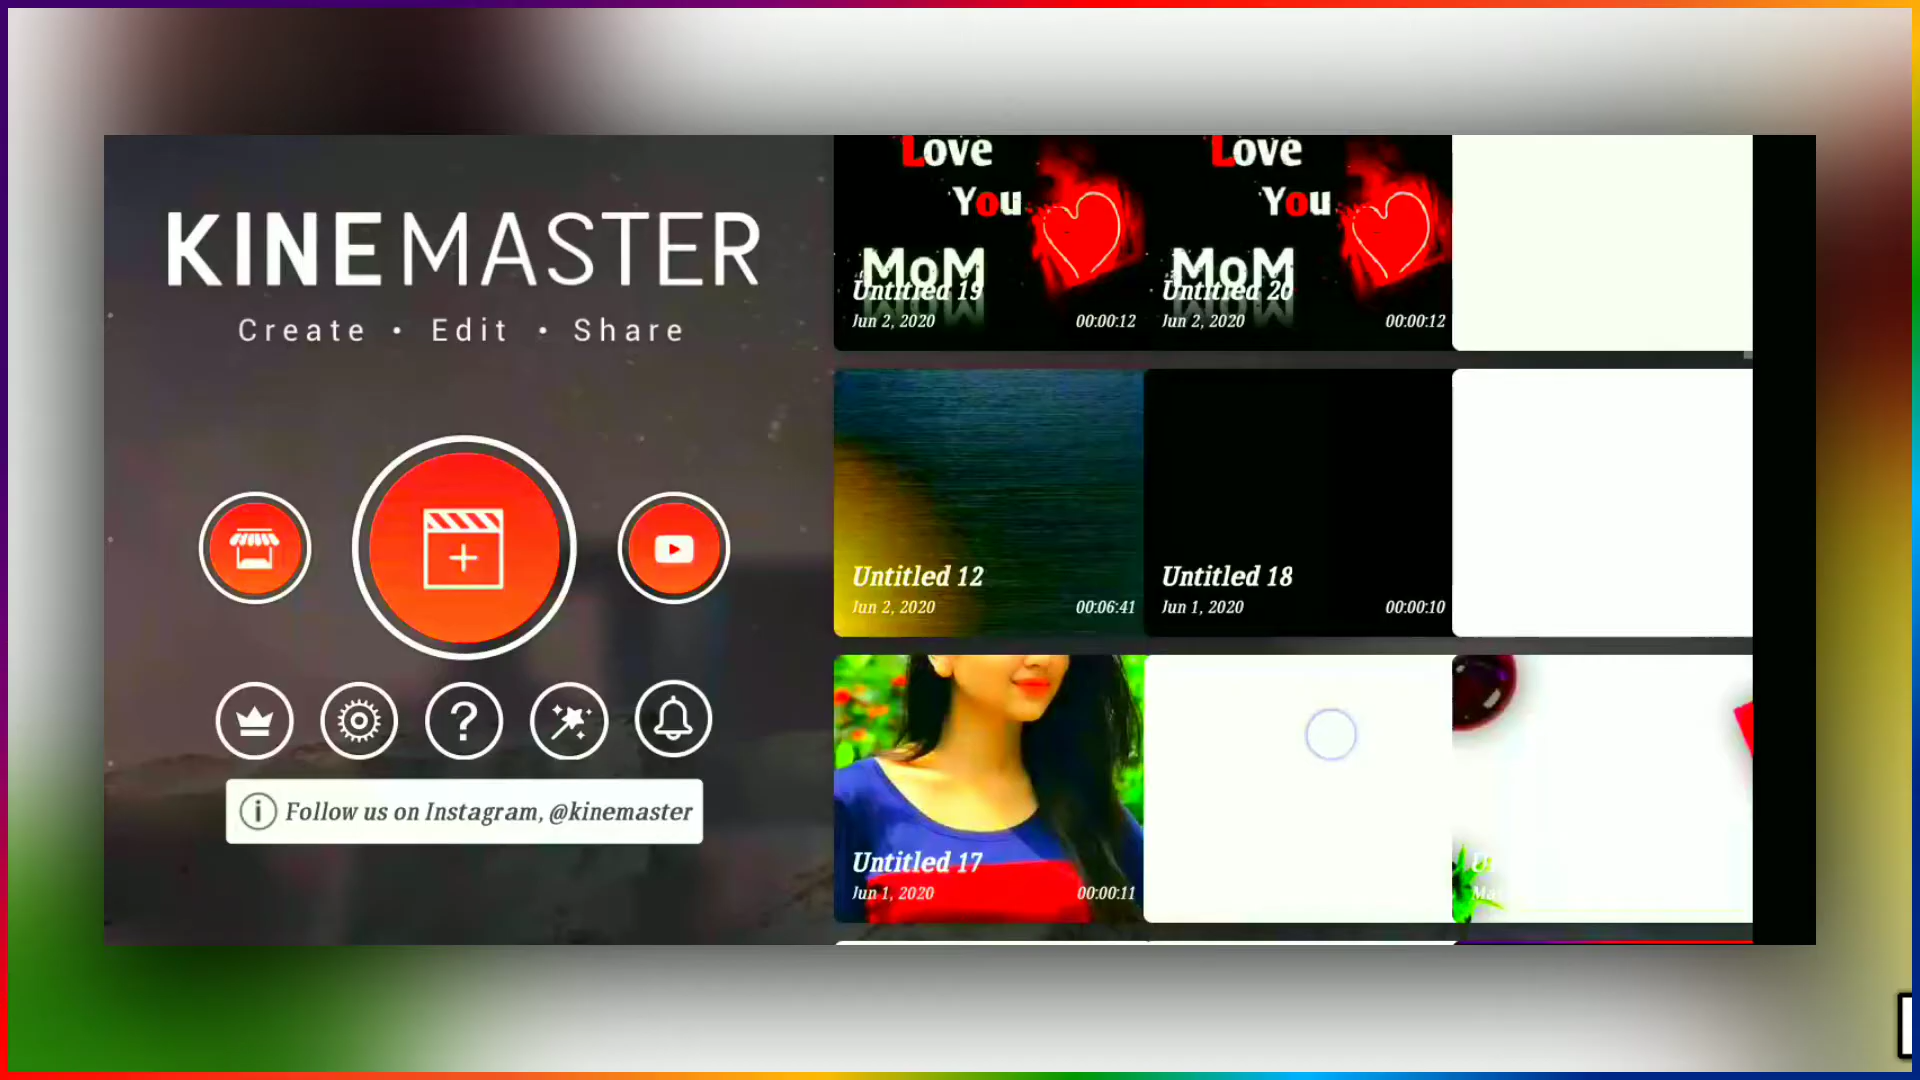 KINEMASTER
Create • Edit • Share
Follow us on Instagram, @kinemaster
Love
You
MoM
Untitled 19
Jun 2, 2020 00:00:12
Love
You
MoM
Untitled 20
Jun 2, 2020 00:00:12
Untitled 12
Jun 2, 2020 00:06:41
Untitled 18
Jun 1, 2020 00:00:10
Untitled 17
Jun 1, 2020 00:00:11